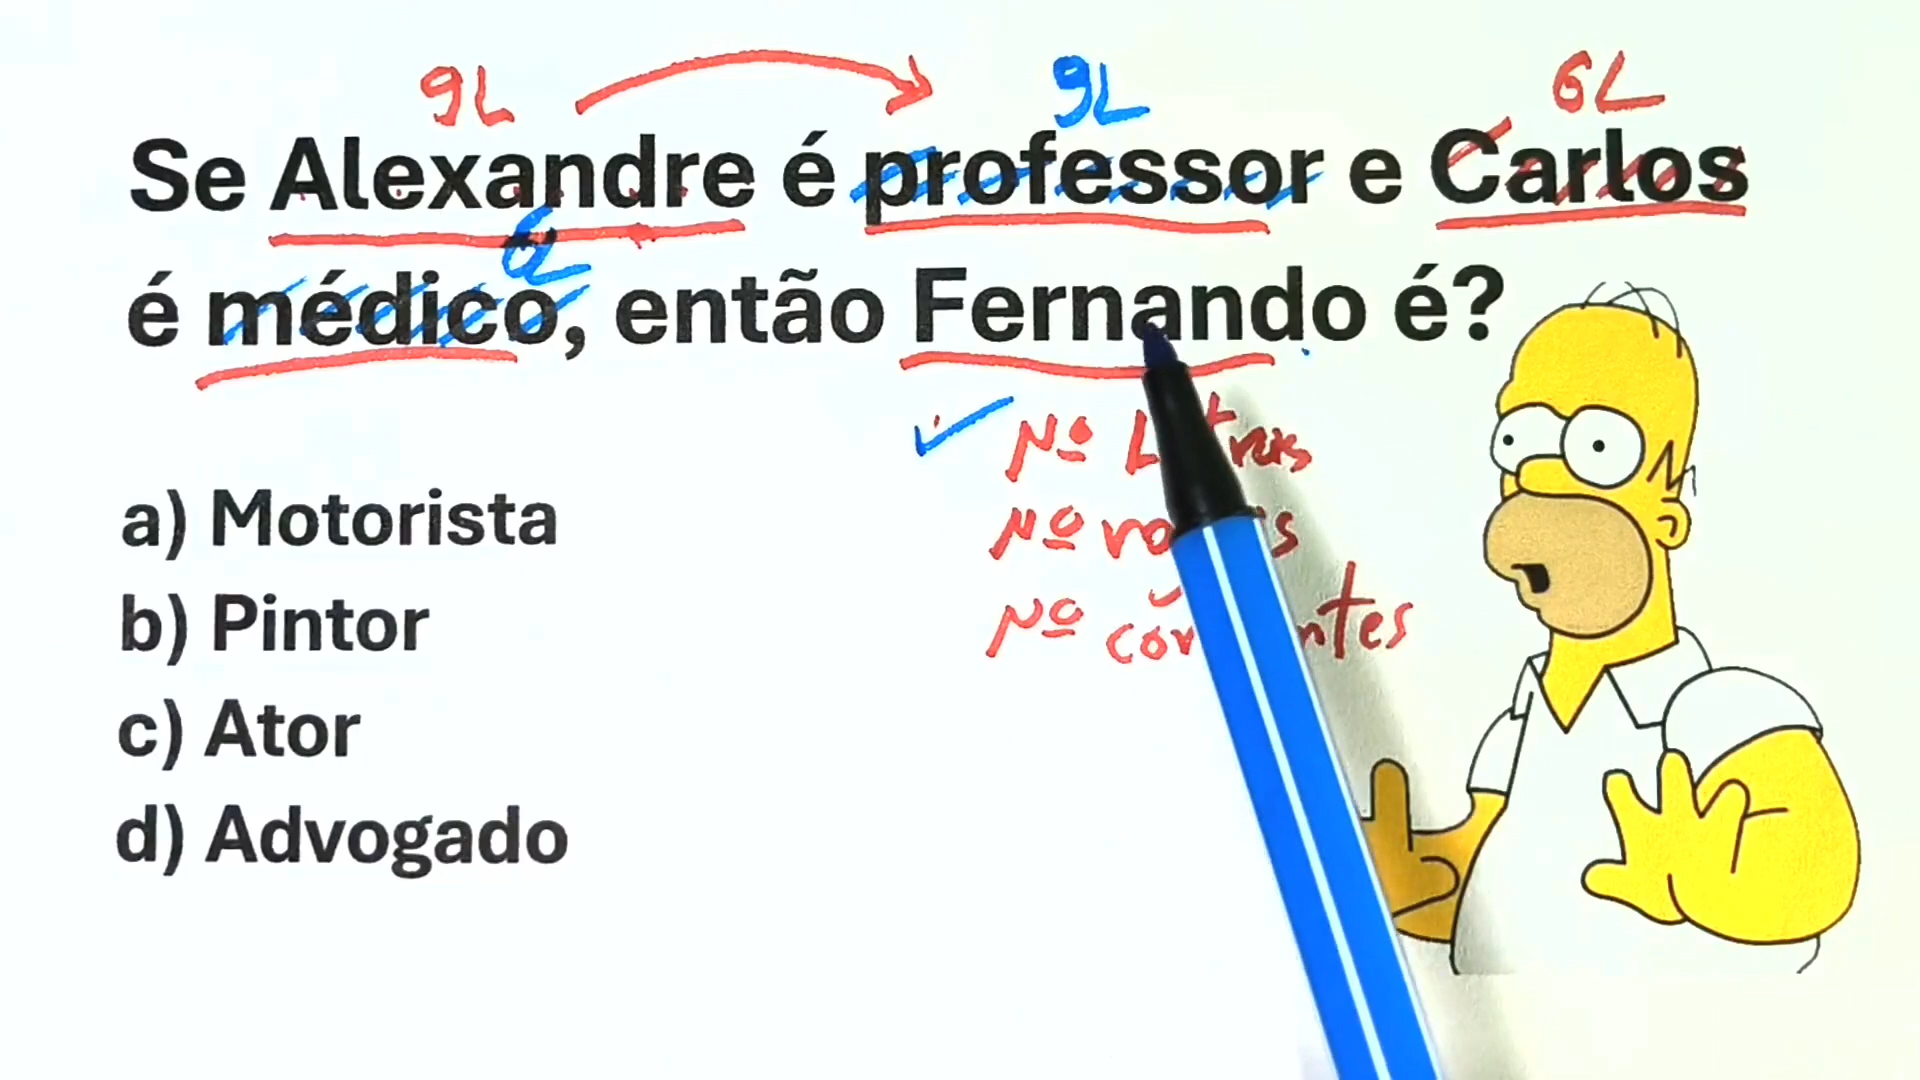 9L 9L 6L
Se Alexandre é professor e Carlos
é médico, então Fernando é?
Nº
Nº
Nº
a) Motorista
b) Pintor
c) Ator
d) Advogado